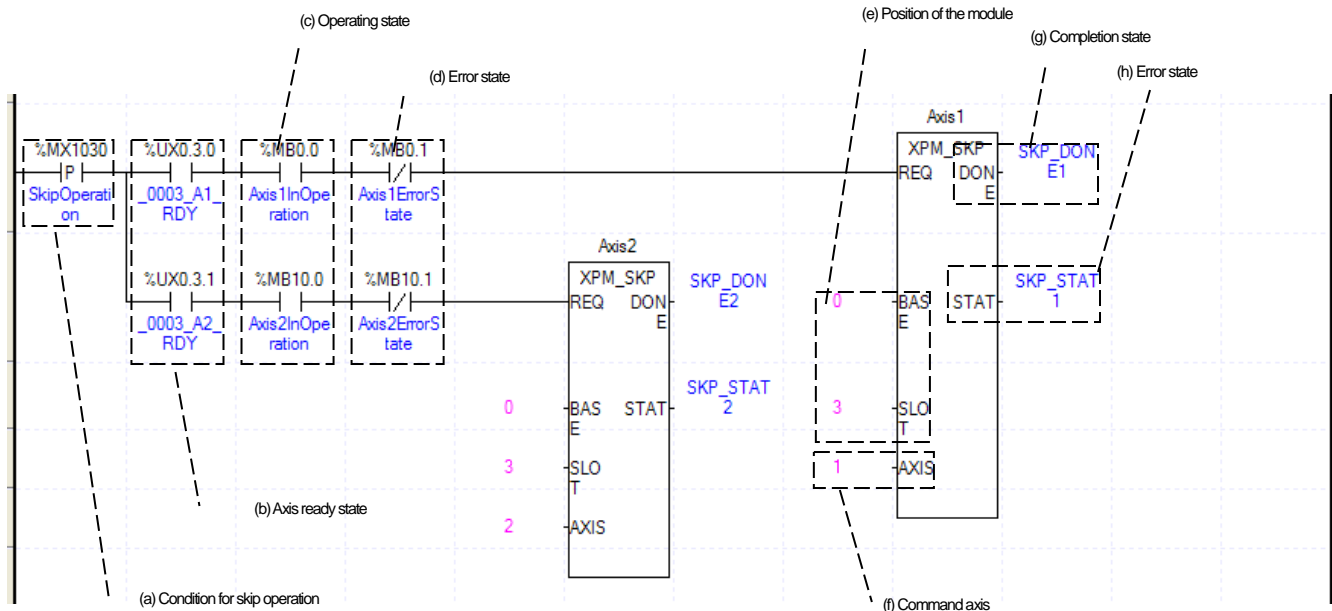 (e) Position of the module
(c) Operating state
(g) Completion state
(h) Error state
(d) Error state
Axis1
%MX1030
%UX0.3.0
%MB0.0
%MB0.1
XPM_SKP
SKP_DON
E1
P
REQ
DON
E
SkipOperati
on
_0003_A1_
RDY
Axis1InOpe
ration
Axis1ErrorS
tate
Axis2
%UX0.3.1
%MB10.0
%MB10.1
XPM_SKP
SKP_DON
E2
SKP_STAT
1
REQ
DON
E
0
BAS
E
STAT
_0003_A2_
RDY
Axis2InOpe
ration
Axis2ErrorS
tate
SKP_STAT
2
0
BAS
E
STAT
3
SLO
T
3
SLO
T
1
AXIS
(b) Axis ready state
2
AXIS
(a) Condition for skip operation
(f) Command axis